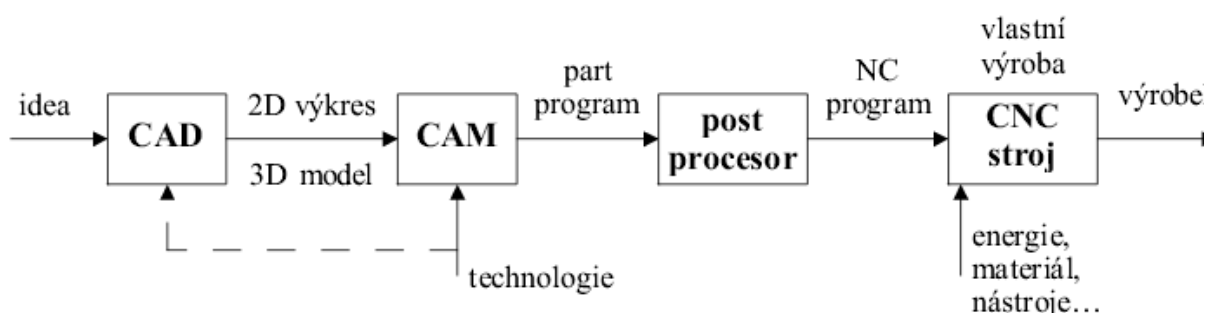 idea
CAD
2D výkres
3D model
CAM
part
program
post
procesor
NC
program
vlastní
výroba
CNC
stroj
výrobek
technologie
energie,
materiál,
nástroje…